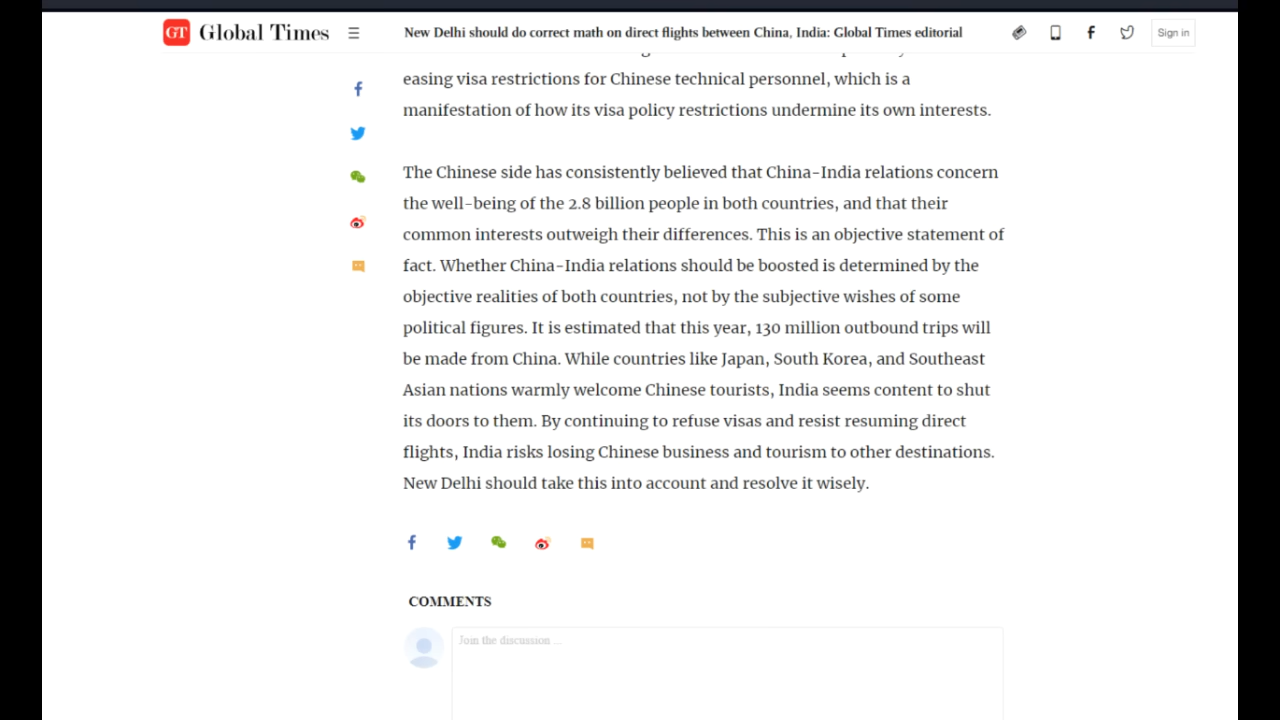 GT Global Times
New Delhi should do correct math on direct flights between China, India: Global Times editorial
Sign in
easing visa restrictions for Chinese technical personnel, which is a
manifestation of how its visa policy restrictions undermine its own interests.
The Chinese side has consistently believed that China-India relations concern
the well-being of the 2.8 billion people in both countries, and that their
common interests outweigh their differences. This is an objective statement of
fact. Whether China-India relations should be boosted is determined by the
objective realities of both countries, not by the subjective wishes of some
political figures. It is estimated that this year, 130 million outbound trips will
be made from China. While countries like Japan, South Korea, and Southeast
Asian nations warmly welcome Chinese tourists, India seems content to shut
its doors to them. By continuing to refuse visas and resist resuming direct
flights, India risks losing Chinese business and tourism to other destinations.
New Delhi should take this into account and resolve it wisely.
COMMENTS
Join the discussion ...